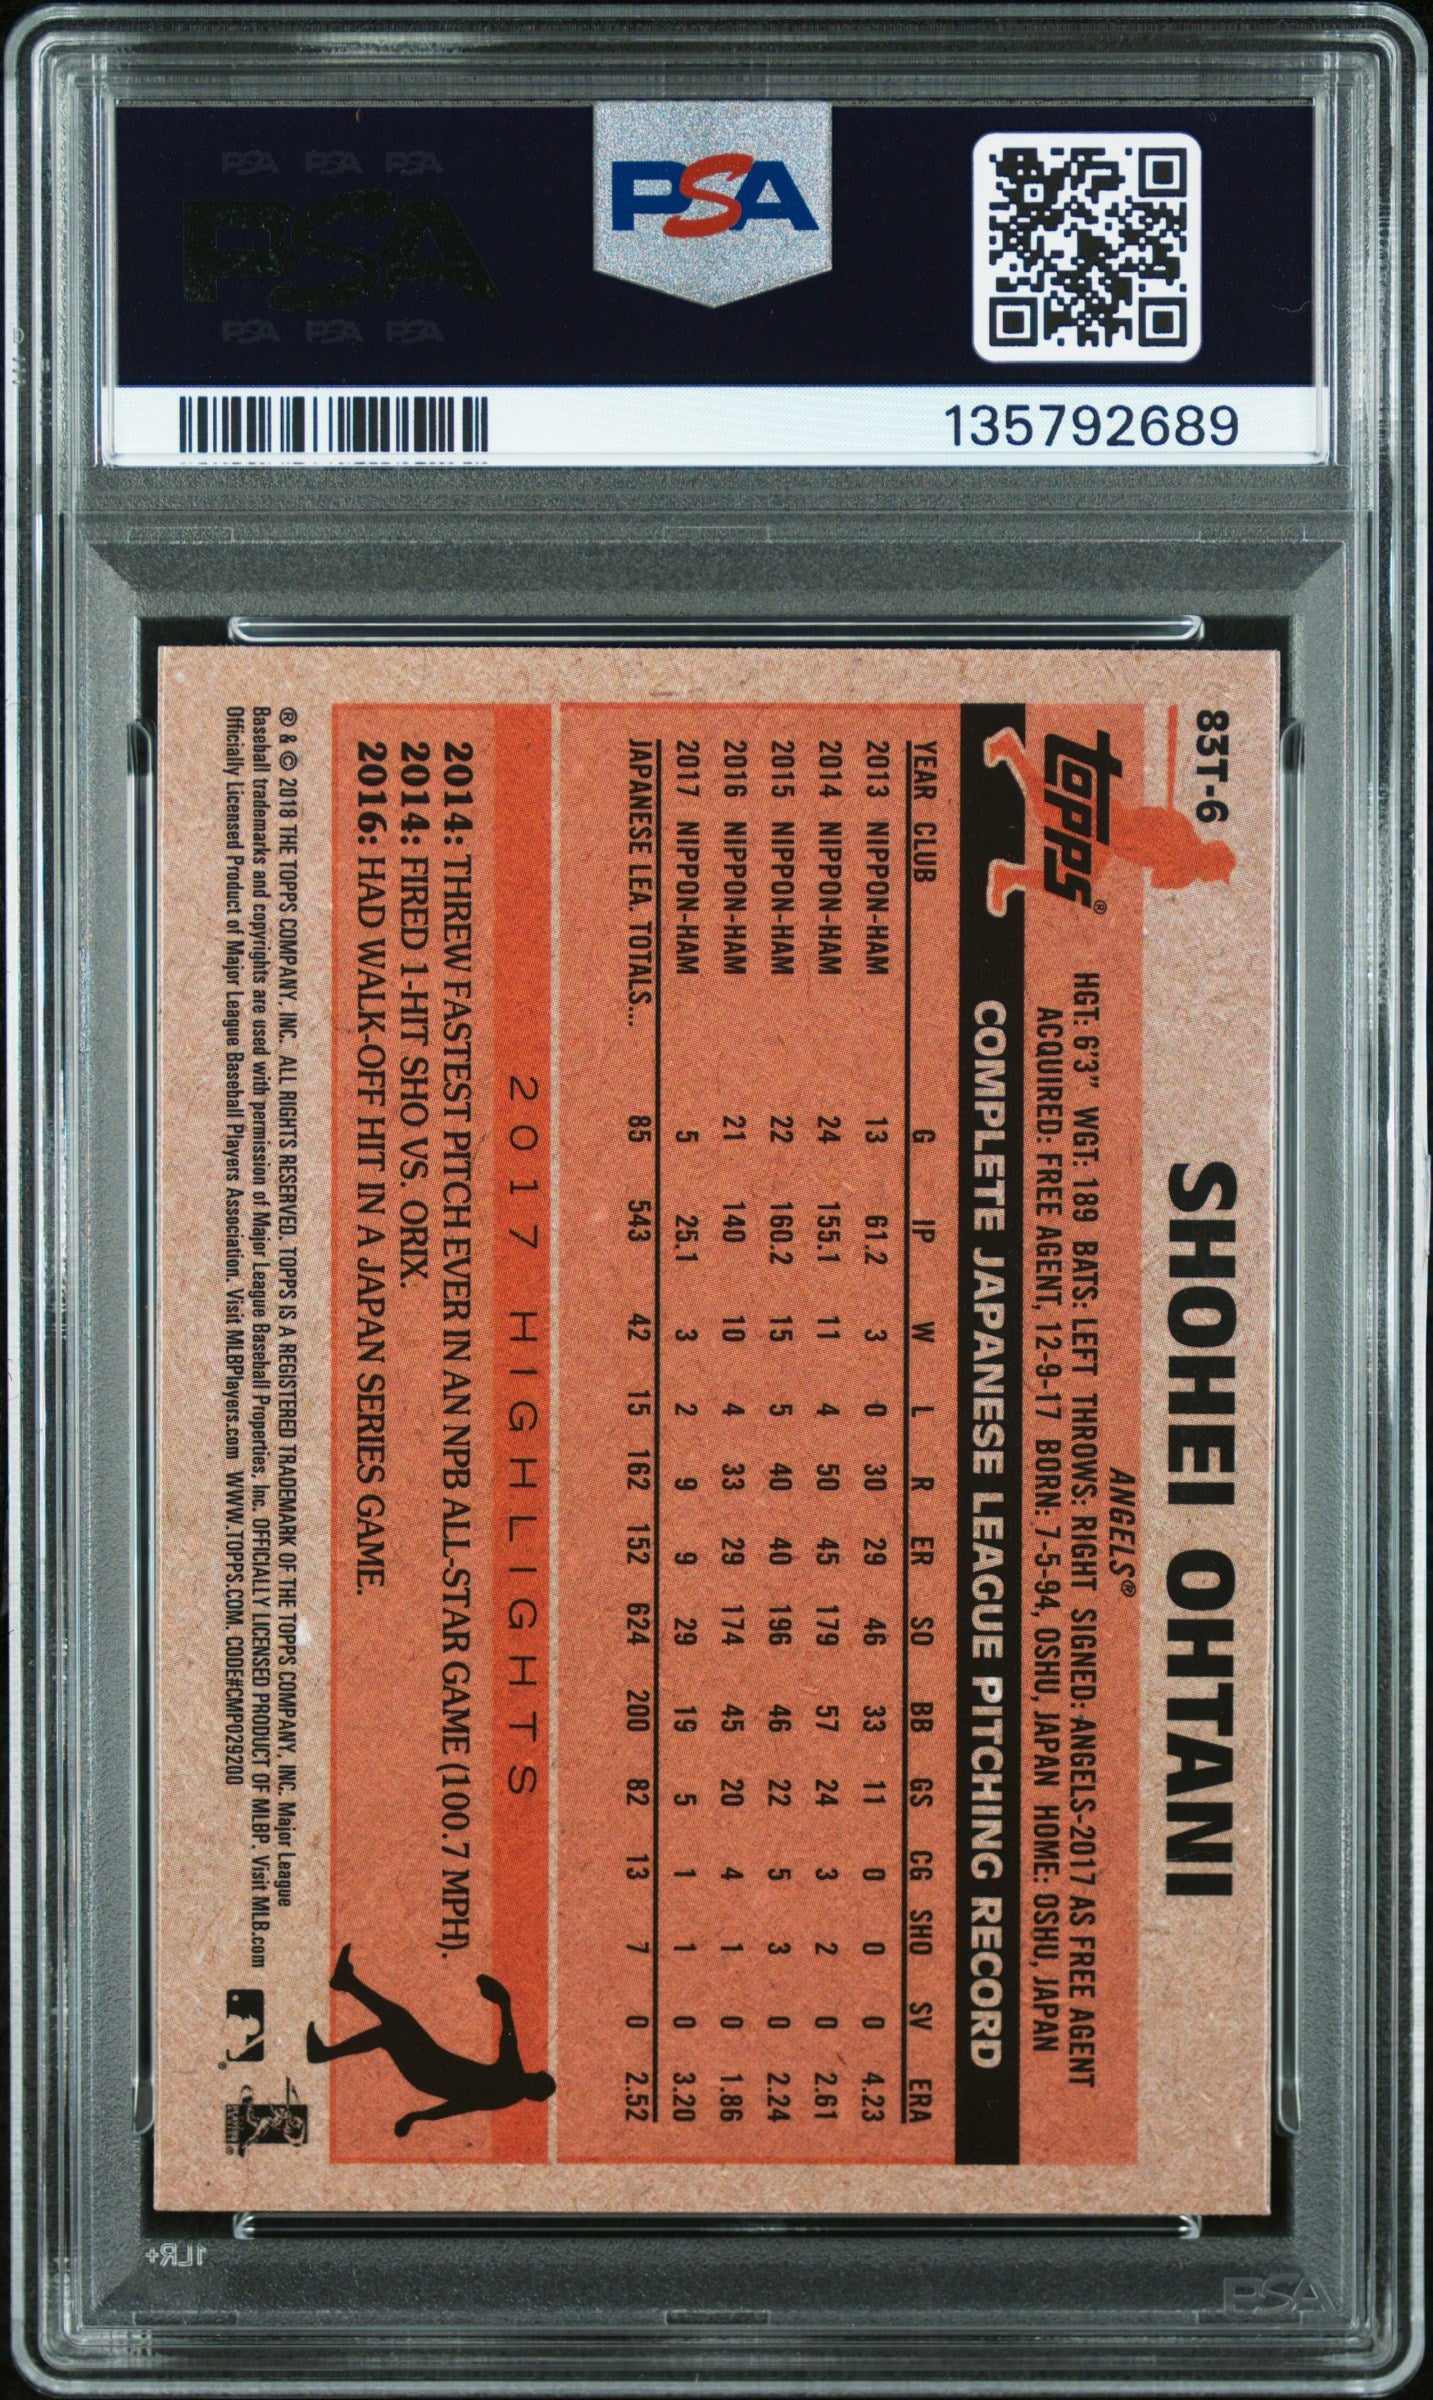 PSA PSA PSA
PSA
PSA PSA PSA
PSA
135792689
83T-6
SHOHEI OHTANI
ANGELS®
Topps®
HGT: 6'3" WGT: 189 BATS: LEFT THROWS: RIGHT SIGNED: ANGELS-2017 AS FREE AGENT
ACQUIRED: FREE AGENT, 12-9-17 BORN: 7-5-94, OSHU, JAPAN HOME: OSHU, JAPAN
COMPLETE JAPANESE LEAGUE PITCHING RECORD
YEAR CLUB G IP W L R ER SO BB GS CG SHO SV ERA
2013 NIPPON-HAM 13 61.2 3 0 30 29 46 33 11 0 0 0 4.23
2014 NIPPON-HAM 24 155.1 11 4 50 45 179 57 24 3 2 0 2.61
2015 NIPPON-HAM 22 160.2 15 5 40 40 196 46 22 5 3 0 2.24
2016 NIPPON-HAM 21 140 10 4 33 29 174 45 20 4 1 0 1.86
2017 NIPPON-HAM 5 25.1 3 2 9 9 29 19 5 1 1 0 3.20
JAPANESE LEA. TOTALS... 85 543 42 15 162 152 624 200 82 13 7 0 2.52
2017 HIGHLIGHTS
2014: THREW FASTEST PITCH EVER IN AN NPB ALL-STAR GAME (100.7 MPH).
2014: FIRED 1-HIT SHO VS. ORIX.
2016: HAD WALK-OFF HIT IN A JAPAN SERIES GAME.
® & © 2018 THE TOPPS COMPANY, INC. ALL RIGHTS RESERVED. TOPPS IS A REGISTERED TRADEMARK OF THE TOPPS COMPANY, INC. Major League
Baseball trademarks and copyrights are used with permission of Major League Baseball Properties, Inc. OFFICIALLY LICENSED PRODUCT OF MLBP. Visit MLB.com
Officially Licensed Product of Major League Baseball Players Association. Visit MLBPlayers.com WWW.TOPPS.COM. CODE#CMP029200
1LR+
PSA